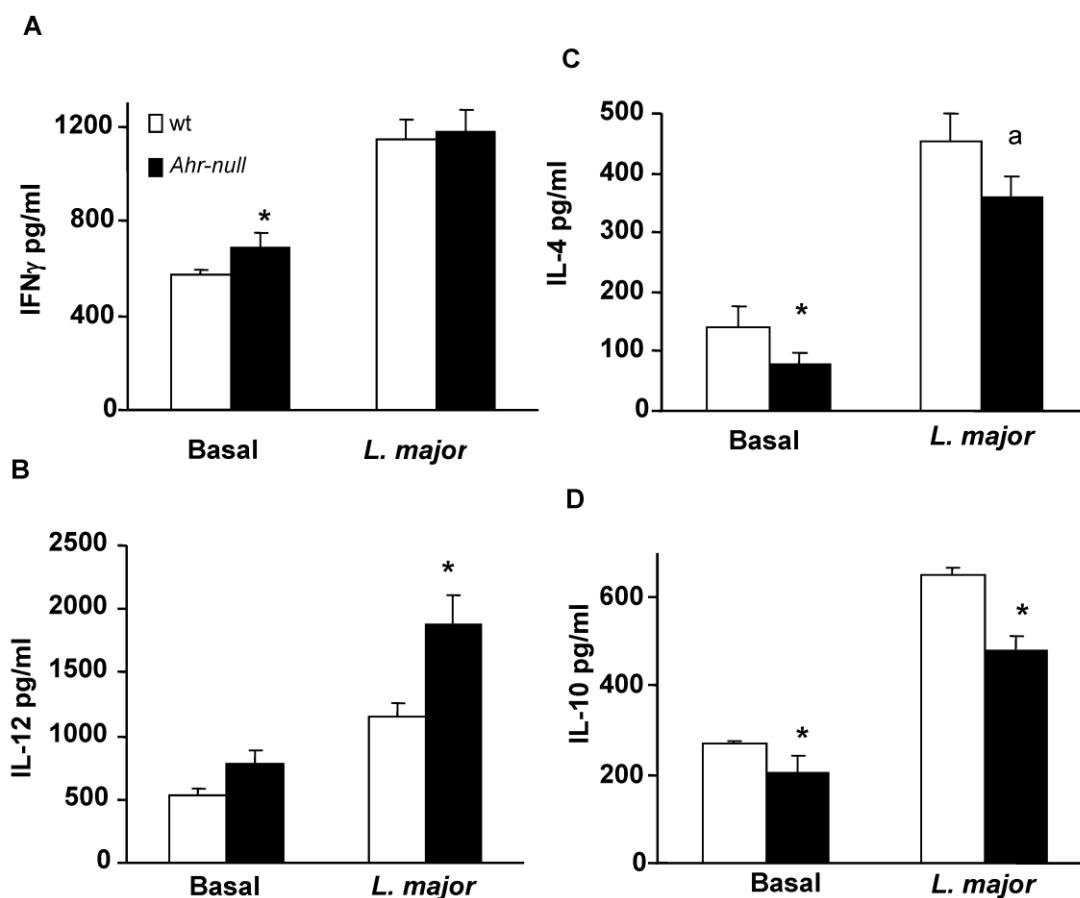 A
IFNγ pg/ml
1200
800
400
0
wt
Ahr-null
*
Basal L. major
B
IL-12 pg/ml
2500
2000
1500
1000
500
0
*
Basal L. major
C
IL-4 pg/ml
500
400
300
200
100
0
*
a
Basal L. major
D
IL-10 pg/ml
600
400
200
0
*
*
Basal L. major